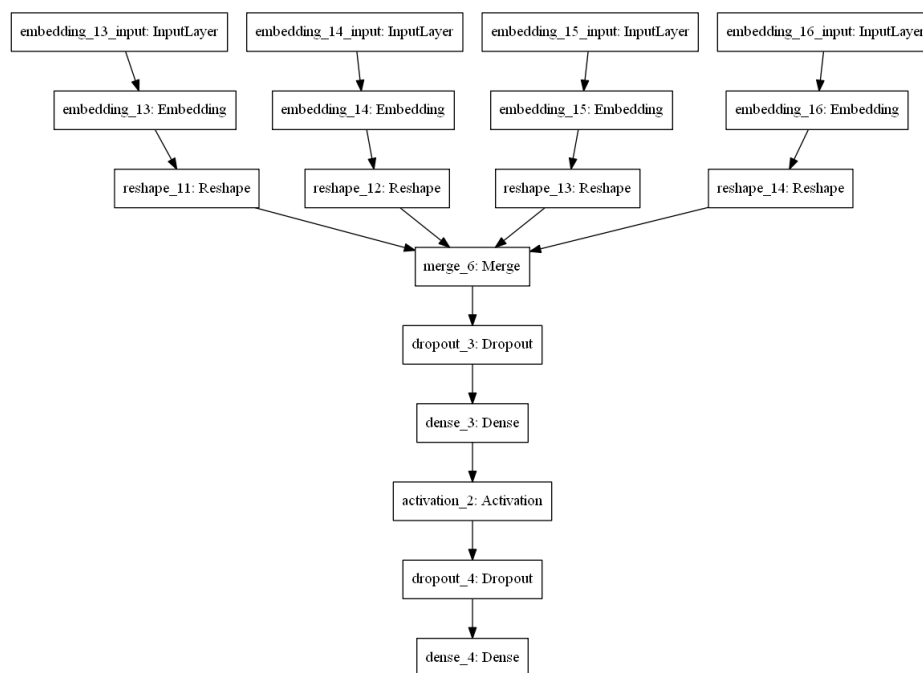 embedding_13_input: InputLayer
embedding_14_input: InputLayer
embedding_15_input: InputLayer
embedding_16_input: InputLayer
embedding_13: Embedding
embedding_14: Embedding
embedding_15: Embedding
embedding_16: Embedding
reshape_11: Reshape
reshape_12: Reshape
reshape_13: Reshape
reshape_14: Reshape
merge_6: Merge
dropout_3: Dropout
dense_3: Dense
activation_2: Activation
dropout_4: Dropout
dense_4: Dense